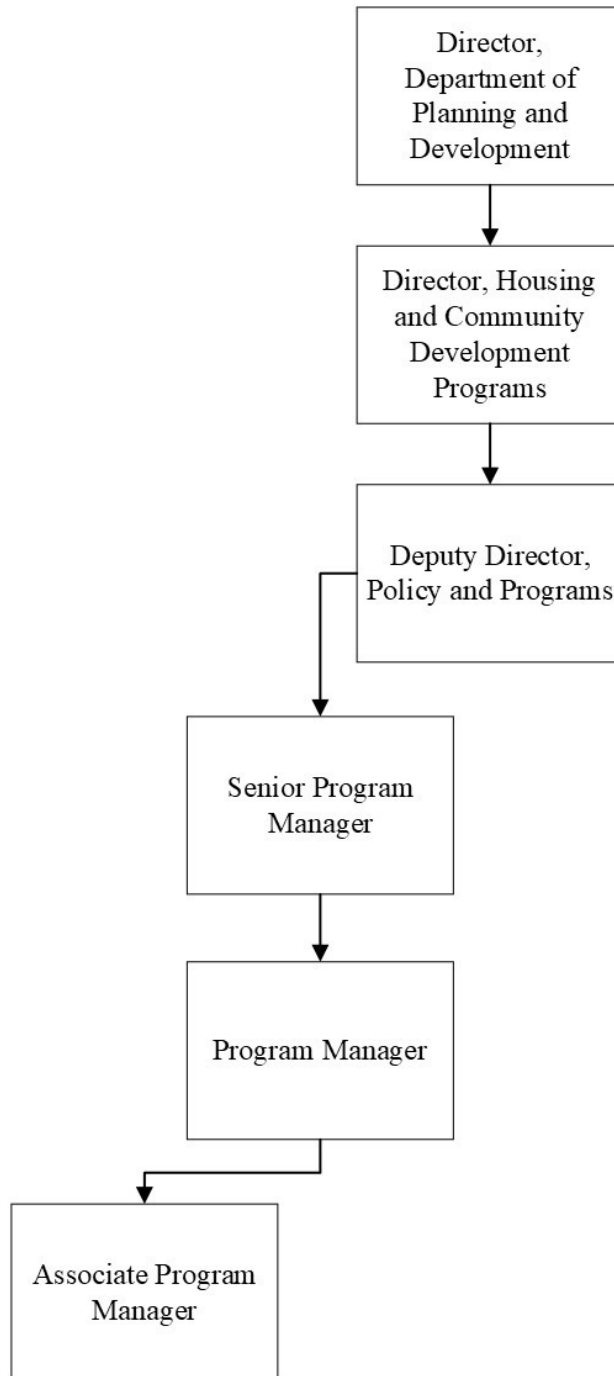 Director,
Department of
Planning and
Development
Director, Housing
and Community
Development
Programs
Deputy Director,
Policy and Programs
Senior Program
Manager
Program Manager
Associate Program
Manager